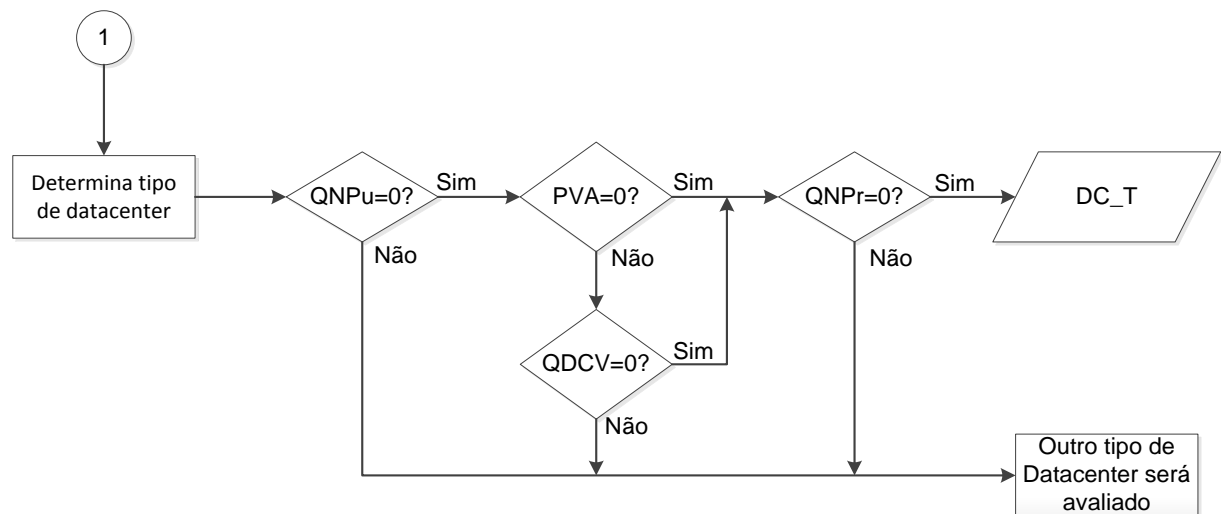 1
Determina tipo
de datacenter
QNPu=0?
Sim
PVA=0?
Sim
QNPr=0?
Sim
DC_T
Não
Não
Não
QDCV=0?
Sim
Não
Outro tipo de
Datacenter será
avaliado